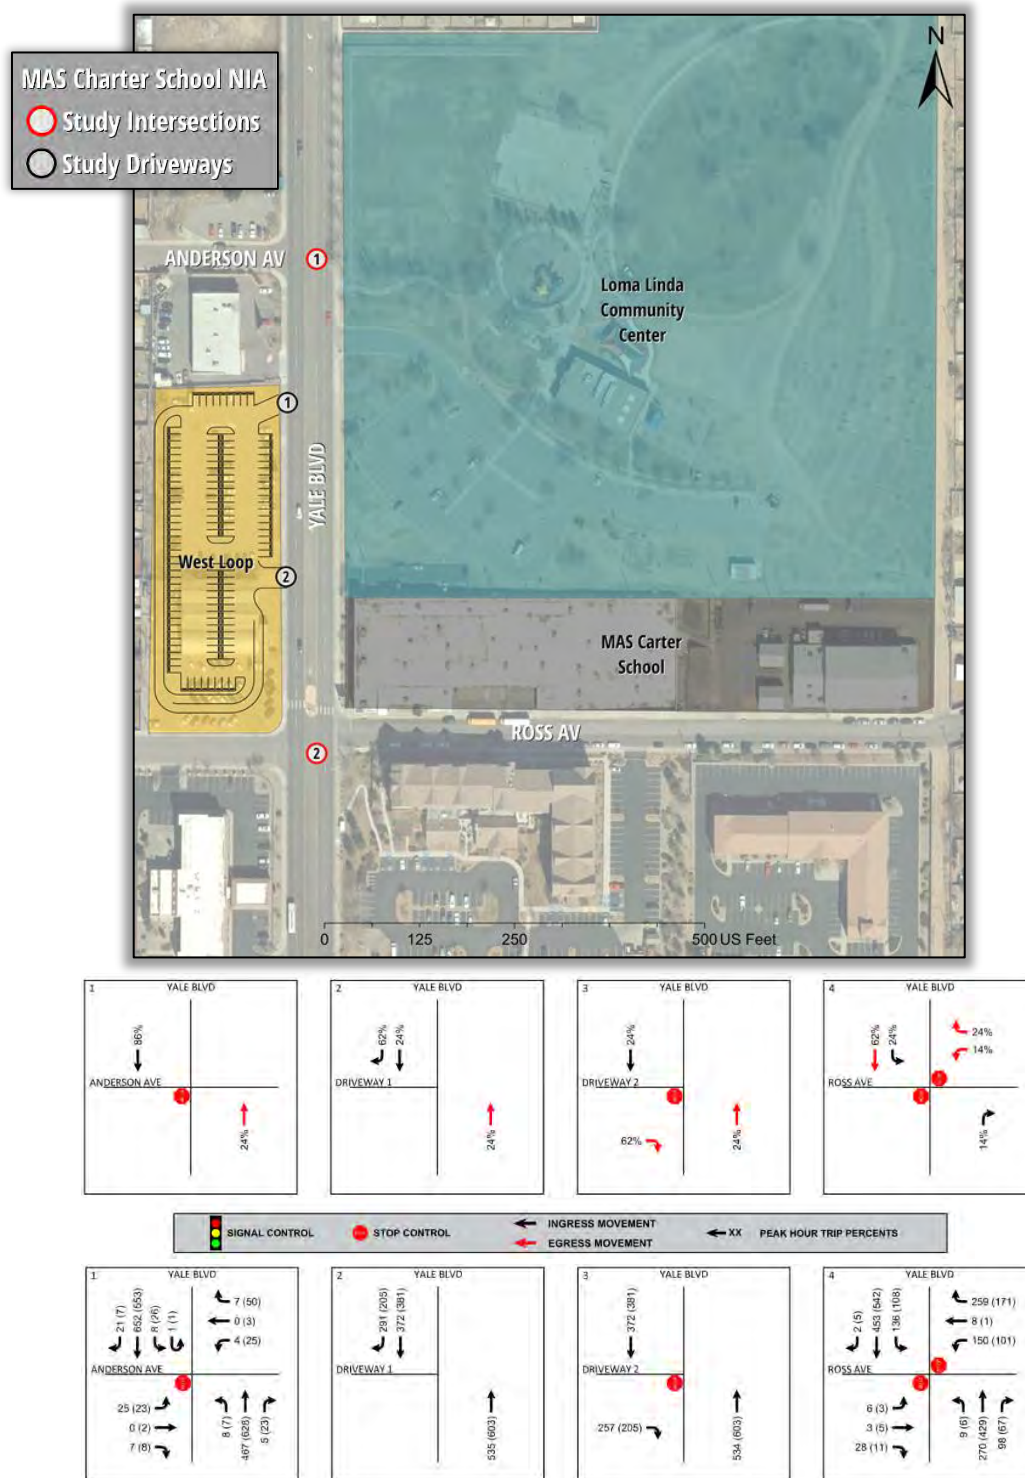 MAS Charter School NIA
Study Intersections
Study Driveways
N
ANDERSON AV
1
Loma Linda
Community
Center
1
YALE BLVD
West Loop
2
MAS Carter
School
ROSS AV
2
0 125 250 500 US Feet
1 YALE BLVD
86%
ANDERSON AVE
24%
2 YALE BLVD
62% 24%
DRIVEWAY 1
24%
3 YALE BLVD
24%
DRIVEWAY 2
62%
24%
4 YALE BLVD
62% 24%
24%
14%
ROSS AVE
14%
SIGNAL CONTROL
STOP CONTROL
INGRESS MOVEMENT
EGRESS MOVEMENT
XX PEAK HOUR TRIP PERCENTS
1 YALE BLVD
21 (7) 652 (653) 8 (26) 1 (1)
7 (50)
0 (3)
4 (25)
ANDERSON AVE
25 (23)
0 (2)
7 (8)
8 (7) 467 (626) 5 (23)
2 YALE BLVD
291 (205) 372 (381)
DRIVEWAY 1
535 (603)
3 YALE BLVD
372 (381)
DRIVEWAY 2
257 (205)
534 (603)
4 YALE BLVD
2 (5) 453 (542) 136 (108)
259 (171)
8 (1)
150 (101)
ROSS AVE
6 (3)
3 (5)
28 (11)
9 (6) 270 (429) 98 (67)